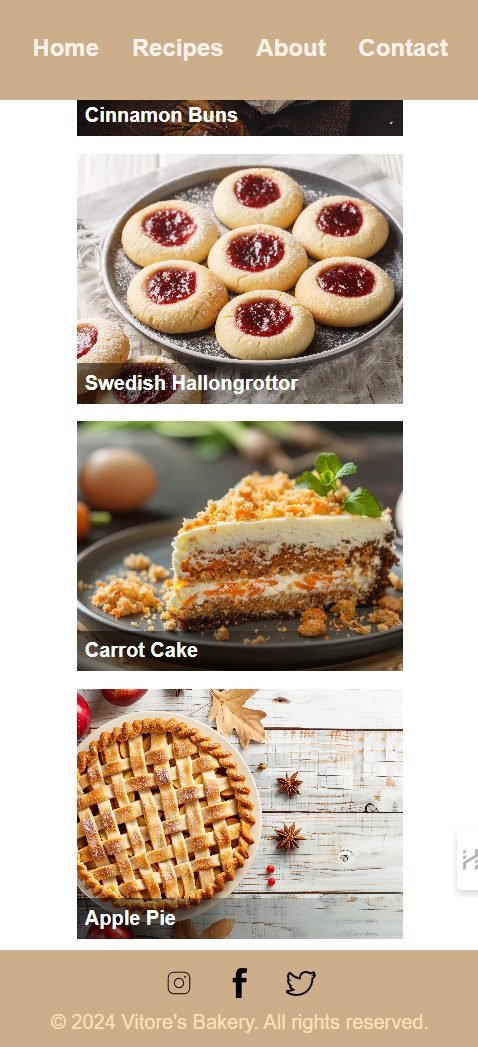 Home Recipes About Contact
Cinnamon Buns
Swedish Hallongrottor
Carrot Cake
Apple Pie
© 2024 Vitore's Bakery. All rights reserved.